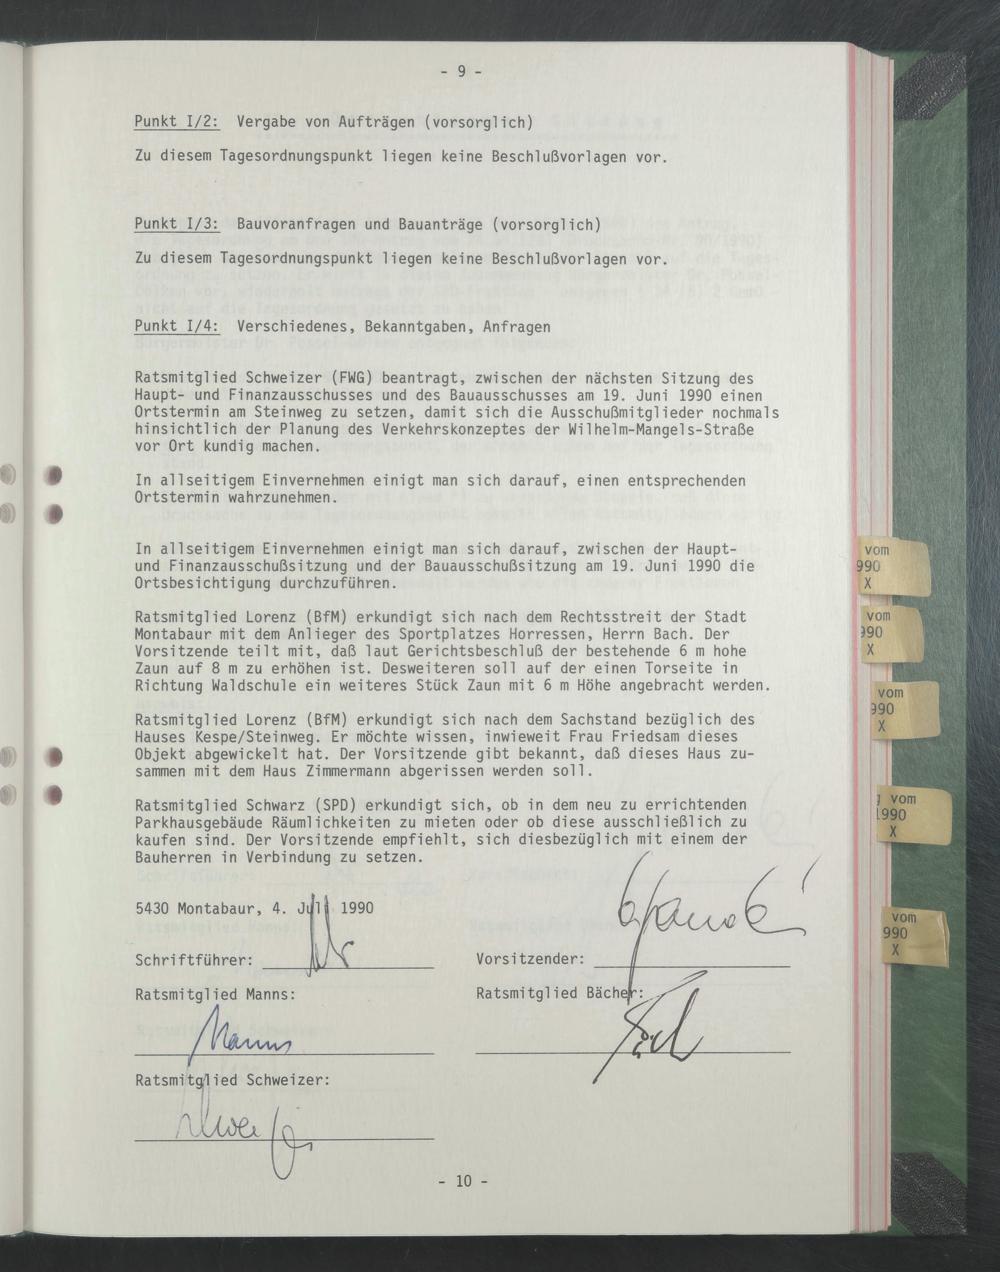 - 9 -
Punkt I/2: Vergabe von Aufträgen (vorsorglich)
Zu diesem Tagesordnungspunkt liegen keine Beschlußvorlagen vor.
Punkt I/3: Bauvoranfragen und Bauanträge (vorsorglich)
Zu diesem Tagesordnungspunkt liegen keine Beschlußvorlagen vor.
Punkt I/4: Verschiedenes, Bekanntgaben, Anfragen
Ratsmitglied Schweizer (FWG) beantragt, zwischen der nächsten Sitzung des
Haupt- und Finanzausschusses und des Bauausschusses am 19. Juni 1990 einen
Ortstermin am Steinweg zu setzen, damit sich die Ausschußmitglieder nochmals
hinsichtlich der Planung des Verkehrskonzeptes der Wilhelm-Mangels-Straße
vor Ort kundig machen.
In allseitigem Einvernehmen einigt man sich darauf, einen entsprechenden
Ortstermin wahrzunehmen.
In allseitigem Einvernehmen einigt man sich darauf, zwischen der Haupt-
und Finanzausschußsitzung und der Bauausschußsitzung am 19. Juni 1990 die
Ortsbesichtigung durchzuführen.
Ratsmitglied Lorenz (BfM) erkundigt sich nach dem Rechtsstreit der Stadt
Montabaur mit dem Anlieger des Sportplatzes Horressen, Herrn Bach. Der
Vorsitzende teilt mit, daß laut Gerichtsbeschluß der bestehende 6 m hohe
Zaun auf 8 m zu erhöhen ist. Desweiteren soll auf der einen Torseite in
Richtung Waldschule ein weiteres Stück Zaun mit 6 m Höhe angebracht werden.
Ratsmitglied Lorenz (BfM) erkundigt sich nach dem Sachstand bezüglich des
Hauses Kespe/Steinweg. Er möchte wissen, inwieweit Frau Friedsam dieses
Objekt abgewickelt hat. Der Vorsitzende gibt bekannt, daß dieses Haus zu-
sammen mit dem Haus Zimmermann abgerissen werden soll.
Ratsmitglied Schwarz (SPD) erkundigt sich, ob in dem neu zu errichtenden
Parkhausgebäude Räumlichkeiten zu mieten oder ob diese ausschließlich zu
kaufen sind. Der Vorsitzende empfiehlt, sich diesbezüglich mit einem der
Bauherren in Verbindung zu setzen.
5430 Montabaur, 4. Juli 1990
Schriftführer:
Vorsitzender:
Ratsmitglied Manns:
Ratsmitglied Bächer:
Manns
Ratsmitglied Schweizer:
- 10 -
vom
990
X
vom
990
X
vom
990
X
vom
1990
X
vom
990
X